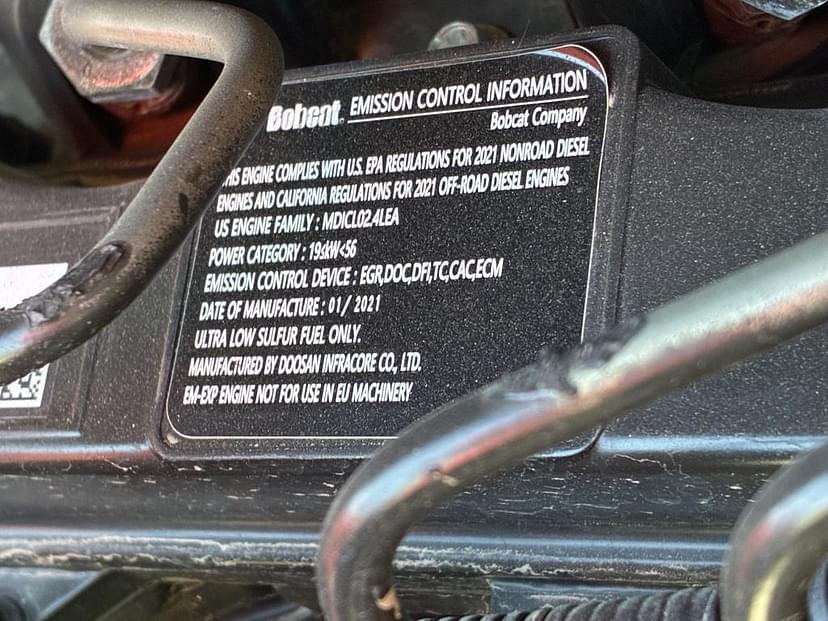 Bobcat. EMISSION CONTROL INFORMATION
Bobcat Company
THIS ENGINE COMPLIES WITH U.S. EPA REGULATIONS FOR 2021 NONROAD DIESEL
ENGINES AND CALIFORNIA REGULATIONS FOR 2021 OFF-ROAD DIESEL ENGINES
US ENGINE FAMILY : MDICL02.4LEA
POWER CATEGORY : 19≤kW<56
EMISSION CONTROL DEVICE : EGR,DOC,DFI,TC,CAC,ECM
DATE OF MANUFACTURE : 01/ 2021
ULTRA LOW SULFUR FUEL ONLY.
MANUFACTURED BY DOOSAN INFRACORE CO., LTD.
EM-EXP ENGINE NOT FOR USE IN EU MACHINERY